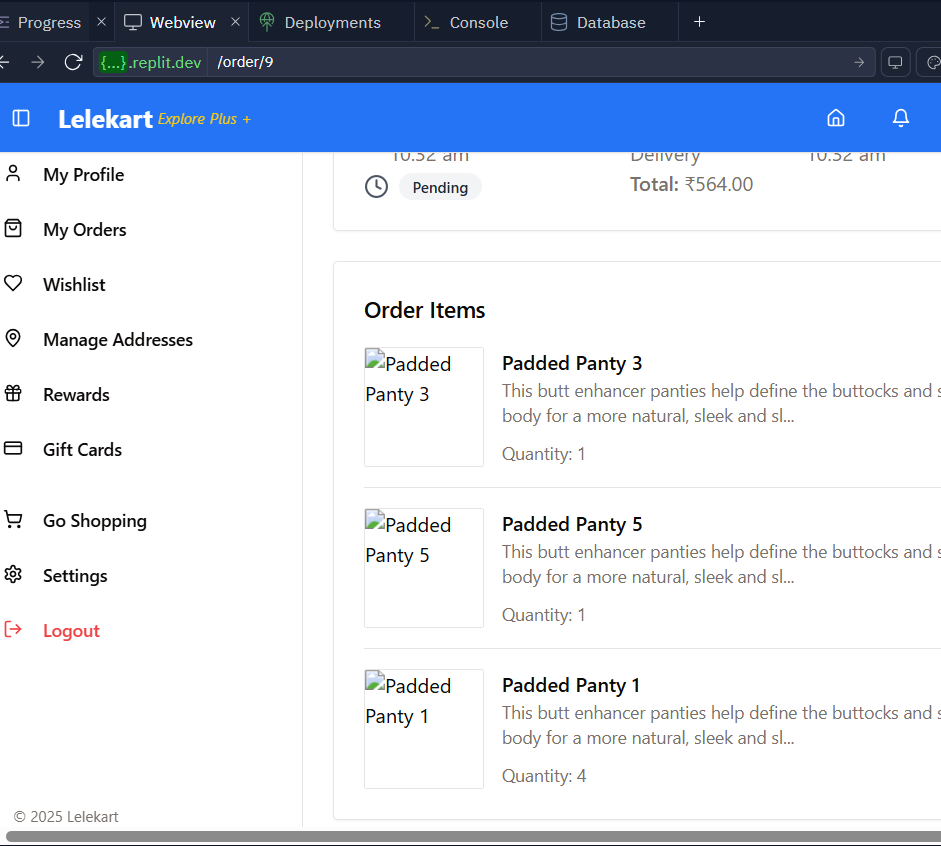 Progress
Webview
Deployments
Console
Database
{...}.replit.dev /order/9
Lelekart Explore Plus +
My Profile
My Orders
Wishlist
Manage Addresses
Rewards
Gift Cards
Go Shopping
Settings
Logout
© 2025 Lelekart
10:32 am
Delivery
10:32 am
Pending
Total: ₹564.00
Order Items
Padded Panty 3
Padded Panty 3
This butt enhancer panties help define the buttocks and s
body for a more natural, sleek and sl...
Quantity: 1
Padded Panty 5
Padded Panty 5
This butt enhancer panties help define the buttocks and s
body for a more natural, sleek and sl...
Quantity: 1
Padded Panty 1
Padded Panty 1
This butt enhancer panties help define the buttocks and s
body for a more natural, sleek and sl...
Quantity: 4